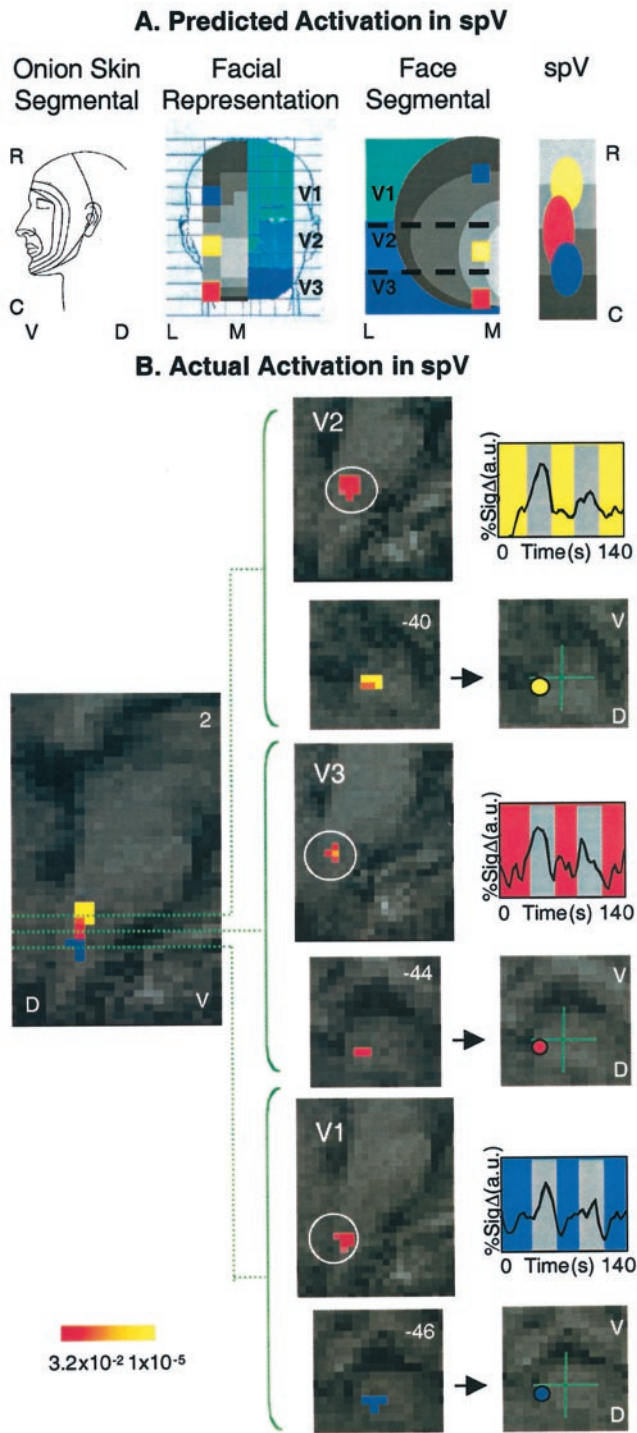 A. Predicted Activation in spV
Onion Skin
Segmental
Facial
Representation
Face
Segmental
spV
R
C
V D
V1
V2
V3
L M
V1
V2
V3
L M
R
C
B. Actual Activation in spV
V2
%SigΔ(a.u.)
0 Time(s) 140
-40
V
D
2
D V
V3
%SigΔ(a.u.)
0 Time(s) 140
-44
V
D
V1
%SigΔ(a.u.)
0 Time(s) 140
-46
V
D
3.2x10-2 1x10-5